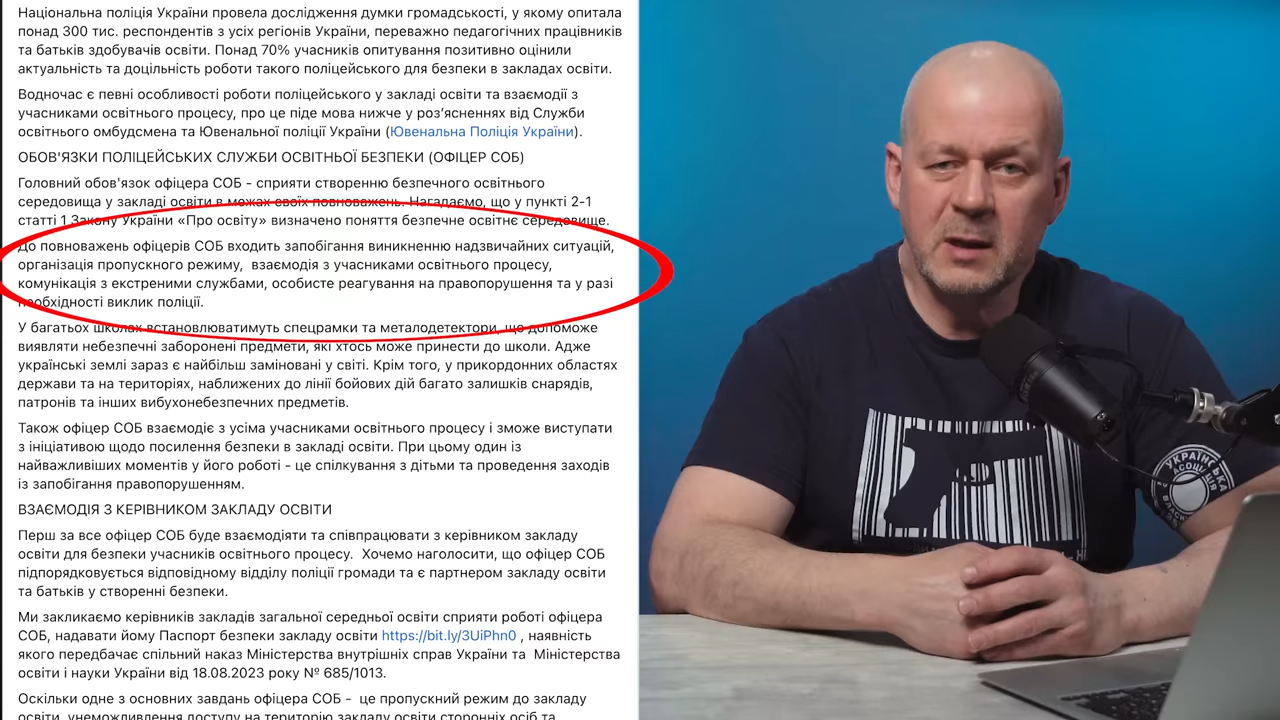 Національна поліція України провела дослідження думки громадськості, у якому опитала
понад 300 тис. респондентів з усіх регіонів України, переважно педагогічних працівників
та батьків здобувачів освіти. Понад 70% учасників опитування позитивно оцінили
актуальність та доцільність роботи такого поліцейського для безпеки в закладах освіти.
Водночас є певні особливості роботи поліцейського у закладі освіти та взаємодії з
учасниками освітнього процесу, про це піде мова нижче у роз’ясненнях від Служби
освітнього омбудсмена та Ювенальної поліції України (Ювенальна Поліція України).
ОБОВ'ЯЗКИ ПОЛІЦЕЙСЬКИХ СЛУЖБИ ОСВІТНЬОЇ БЕЗПЕКИ (ОФІЦЕР СОБ)
Головний обов'язок офіцера СОБ - сприяти створенню безпечного освітнього
середовища у закладі освіти в межах своїх повноважень. Нагадаємо, що у пункті 2-1
статті 1 Закону України «Про освіту» визначено поняття безпечне освітнє середовище.
До повноважень офіцерів СОБ входить запобігання виникненню надзвичайних ситуацій,
організація пропускного режиму, взаємодія з учасниками освітнього процесу,
комунікація з екстреними службами, особисте реагування на правопорушення та у разі
необхідності виклик поліції.
У багатьох школах встановлюватимуть спецрамки та металодетектори, що допоможе
виявляти небезпечні заборонені предмети, які хтось може принести до школи. Адже
українські землі зараз є найбільш заміновані у світі. Крім того, у прикордонних областях
держави та на територіях, наближених до лінії бойових дій багато залишків снарядів,
патронів та інших вибухонебезпечних предметів.
Також офіцер СОБ взаємодіє з усіма учасниками освітнього процесу і зможе виступати
з ініціативою щодо посилення безпеки в закладі освіти. При цьому один із
найважливіших моментів у його роботі - це спілкування з дітьми та проведення заходів
із запобігання правопорушенням.
ВЗАЄМОДІЯ З КЕРІВНИКОМ ЗАКЛАДУ ОСВІТИ
Перш за все офіцер СОБ буде взаємодіяти та співпрацювати з керівником закладу
освіти для безпеки учасників освітнього процесу. Хочемо наголосити, що офіцер СОБ
підпорядковується відповідному відділу поліції громади та є партнером закладу освіти
та батьків у створенні безпеки.
Ми закликаємо керівників закладів загальної середньої освіти сприяти роботі офіцера
СОБ, надавати йому Паспорт безпеки закладу освіти https://bit.ly/3UiPhn0 , наявність
якого передбачає спільний наказ Міністерства внутрішніх справ України та Міністерства
освіти і науки України від 18.08.2023 року № 685/1013.
Оскільки одне з основних завдань офіцера СОБ - це пропускний режим до закладу
освіти, унеможливлення доступу на територію закладу освіти сторонніх осіб та
УКРАЇНСЬКА
АСОЦІАЦІЯ